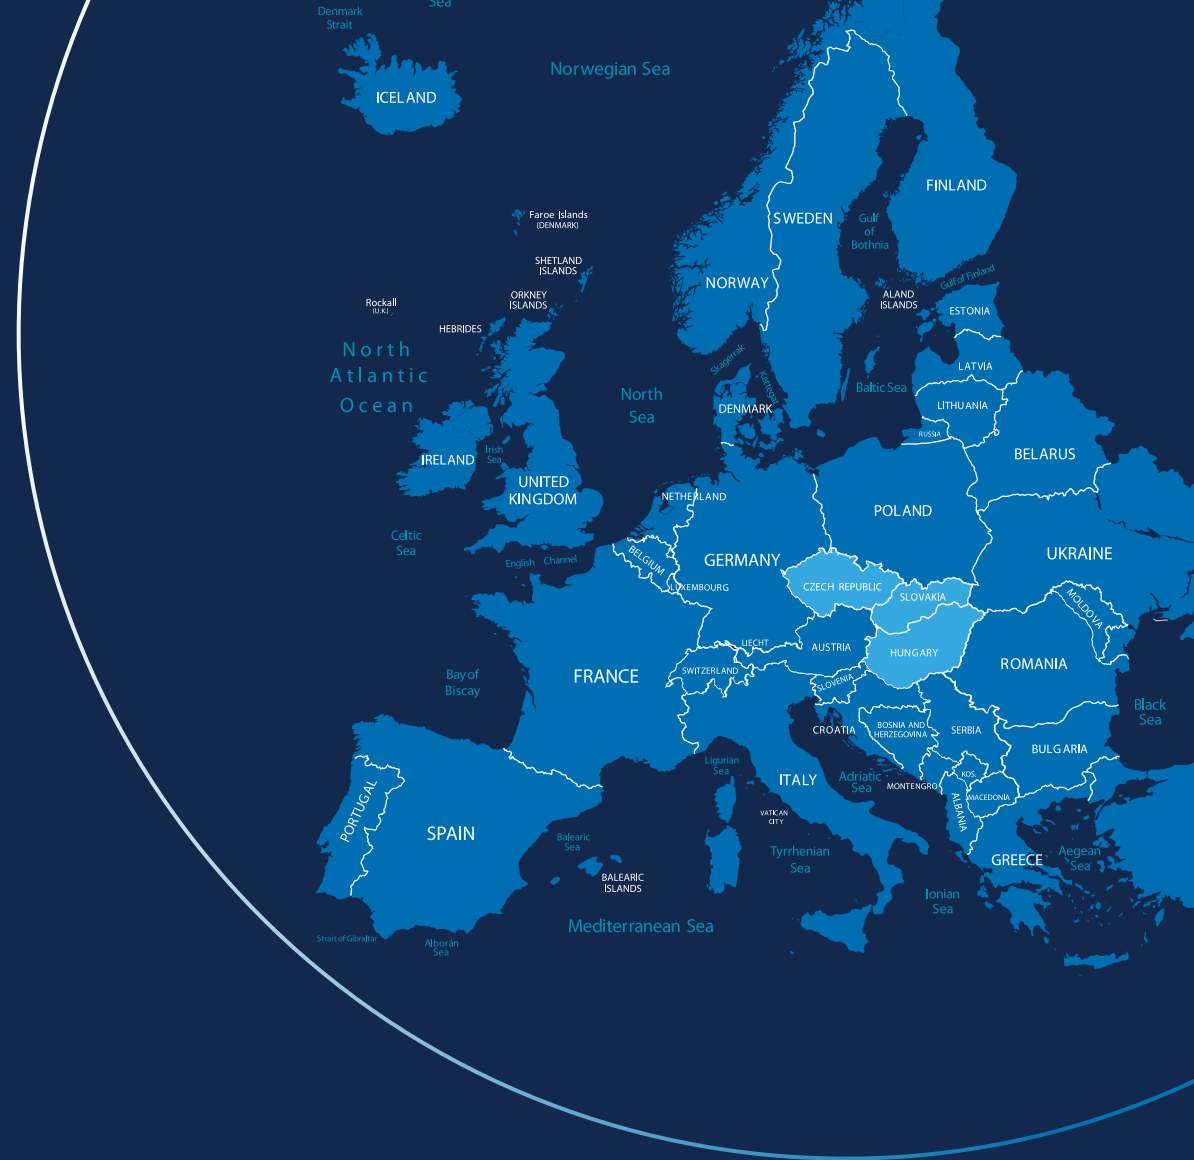 Denmark
Strait
Sea
Norwegian Sea
ICELAND
FINLAND
SWEDEN
Gulf
of
Bothnia
Faroe Islands
(DENMARK)
SHETLAND
ISLANDS
NORWAY
Gulf of Finland
ALAND
ISLANDS
ORKNEY
ISLANDS
Rockall
(U.K.)
HEBRIDES
ESTONIA
North
Atlantic
Ocean
Skagerrak
LATVIA
Kattegat
Baltic Sea
North
Sea
DENMARK
LITHUANIA
RUSSIA
Irish
Sea
IRELAND
BELARUS
UNITED
KINGDOM
NETHERLAND
POLAND
Celtic
Sea
English Channel
BELGIUM
GERMANY
UKRAINE
LUXEMBOURG
CZECH REPUBLIC
SLOVAKIA
MOLDOVA
LIECHT
AUSTRIA
HUNGARY
ROMANIA
Bay of
Biscay
FRANCE
SWITZERLAND
SLOVENIA
Black
Sea
CROATIA
BOSNIA AND
HERZEGOVINA
SERBIA
BULGARIA
Ligurian
Sea
ITALY
Adriatic
Sea
MONTENGRO
KOS.
MACEDONIA
ALBANIA
PORTUGAL
SPAIN
VATICAN
CITY
Balearic
Sea
Tyrrhenian
Sea
GREECE
Aegean
Sea
BALEARIC
ISLANDS
Ionian
Sea
Mediterranean Sea
Strait of Gibraltar
Alborán
Sea